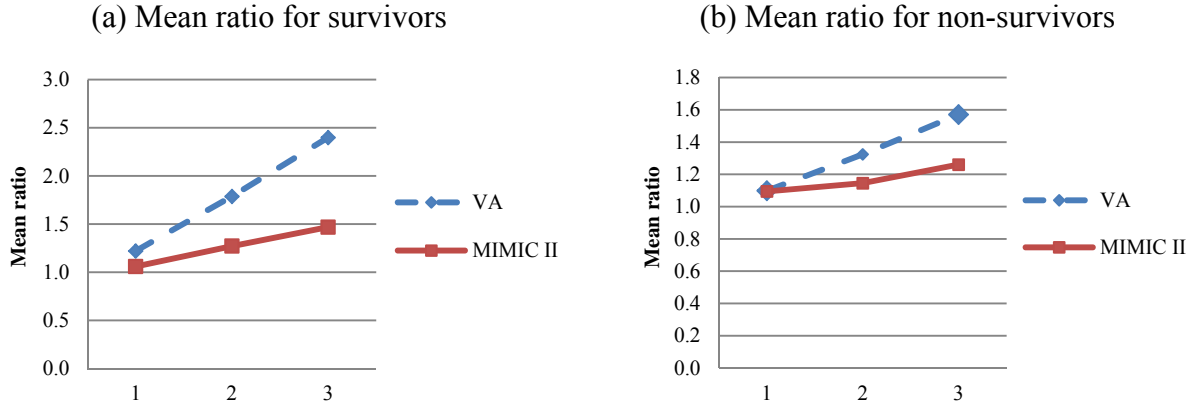 (a) Mean ratio for survivors
3.0
2.5
2.0
1.5
1.0
0.5
0.0
Mean ratio
1 2 3
VA
MIMIC II
(b) Mean ratio for non-survivors
1.8
1.6
1.4
1.2
1.0
0.8
0.6
0.4
0.2
0.0
Mean ratio
1 2 3
VA
MIMIC II